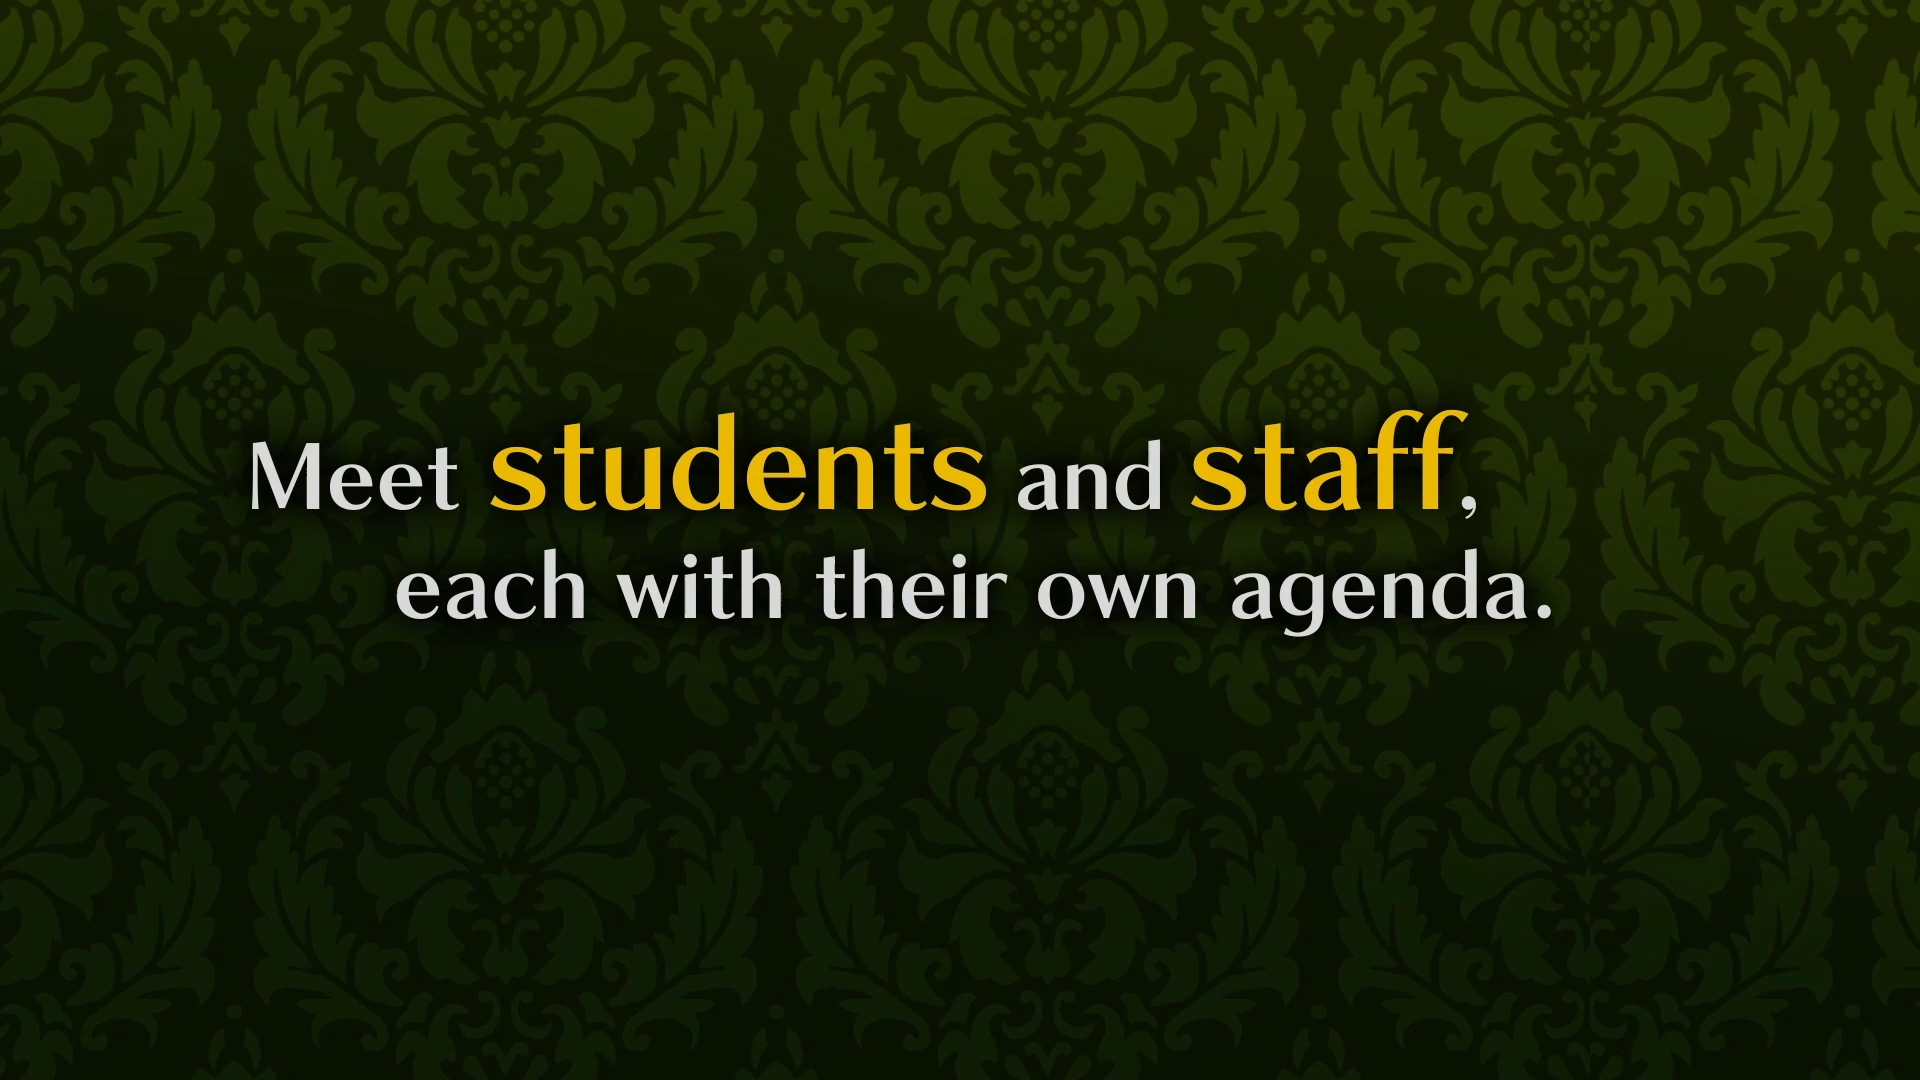 Meet students and staff,
each with their own agenda.